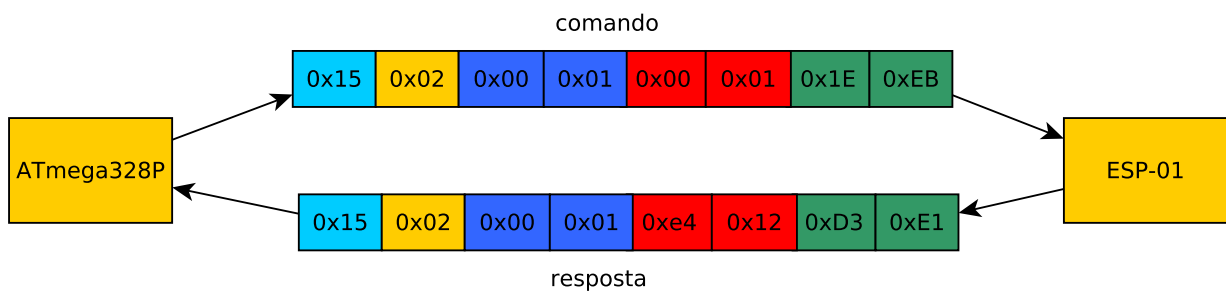 comando
0x15 0x02 0x00 0x01 0x00 0x01 0x1E 0xEB
ATmega328P
ESP-01
0x15 0x02 0x00 0x01 0xe4 0x12 0xD3 0xE1
resposta